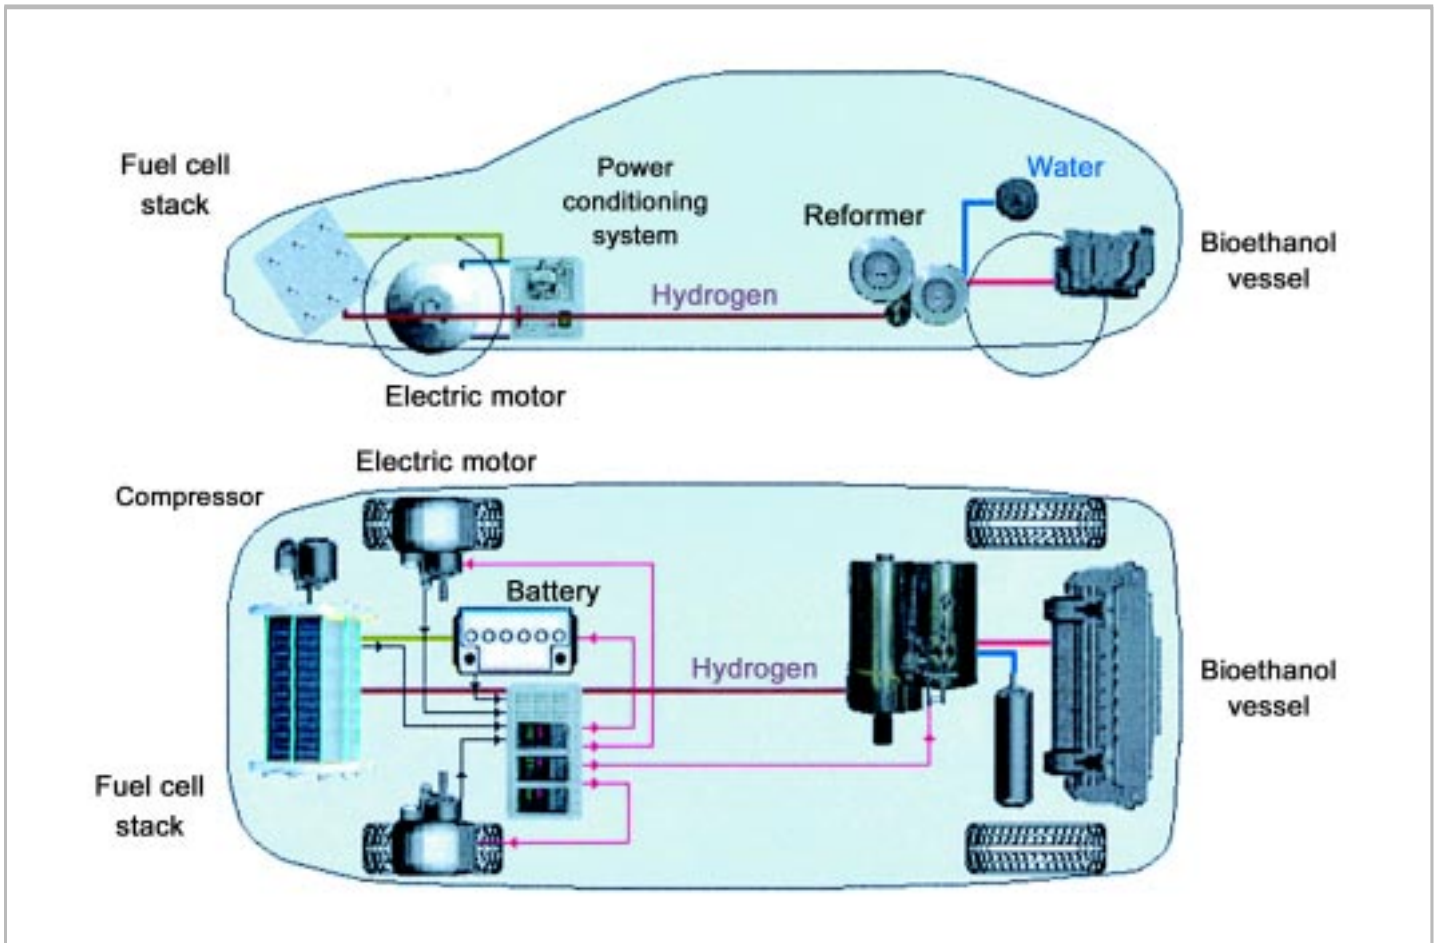 Fuel cell
stack
Power
conditioning
system
Water
Reformer
Bioethanol
vessel
Hydrogen
Electric motor
Electric motor
Compressor
Battery
Hydrogen
Bioethanol
vessel
Fuel cell
stack